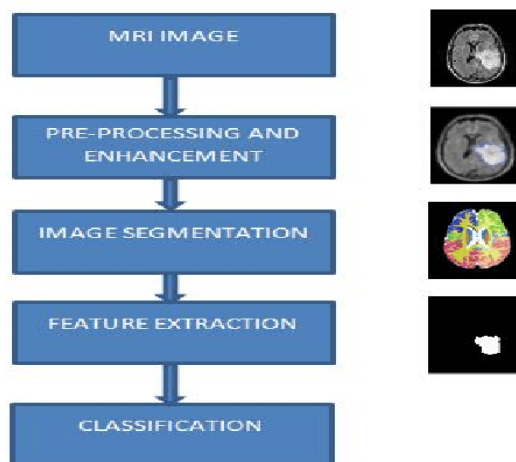 MRI IMAGE
PRE-PROCESSING AND
ENHANCEMENT
IMAGE SEGMENTATION
FEATURE EXTRACTION
CLASSIFICATION